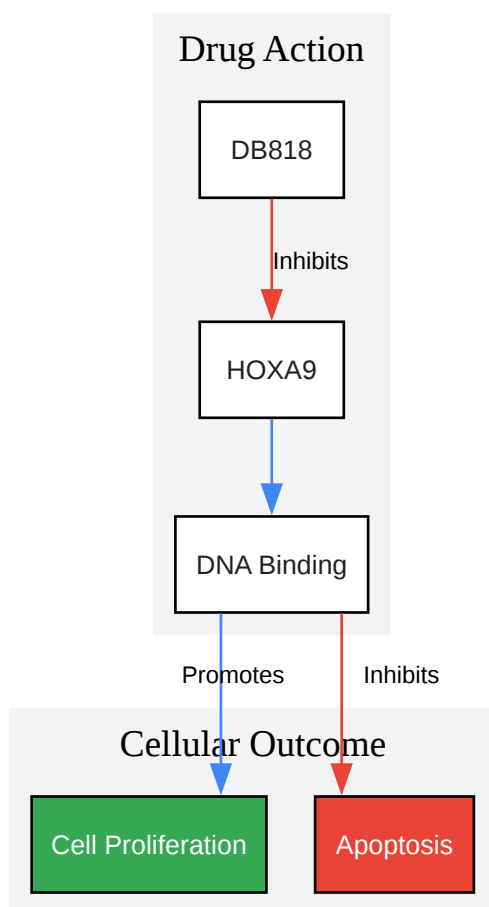 Drug Action
DB818
Inhibits
HOXA9
DNA Binding
Promotes
Inhibits
Cellular Outcome
Cell Proliferation
Apoptosis